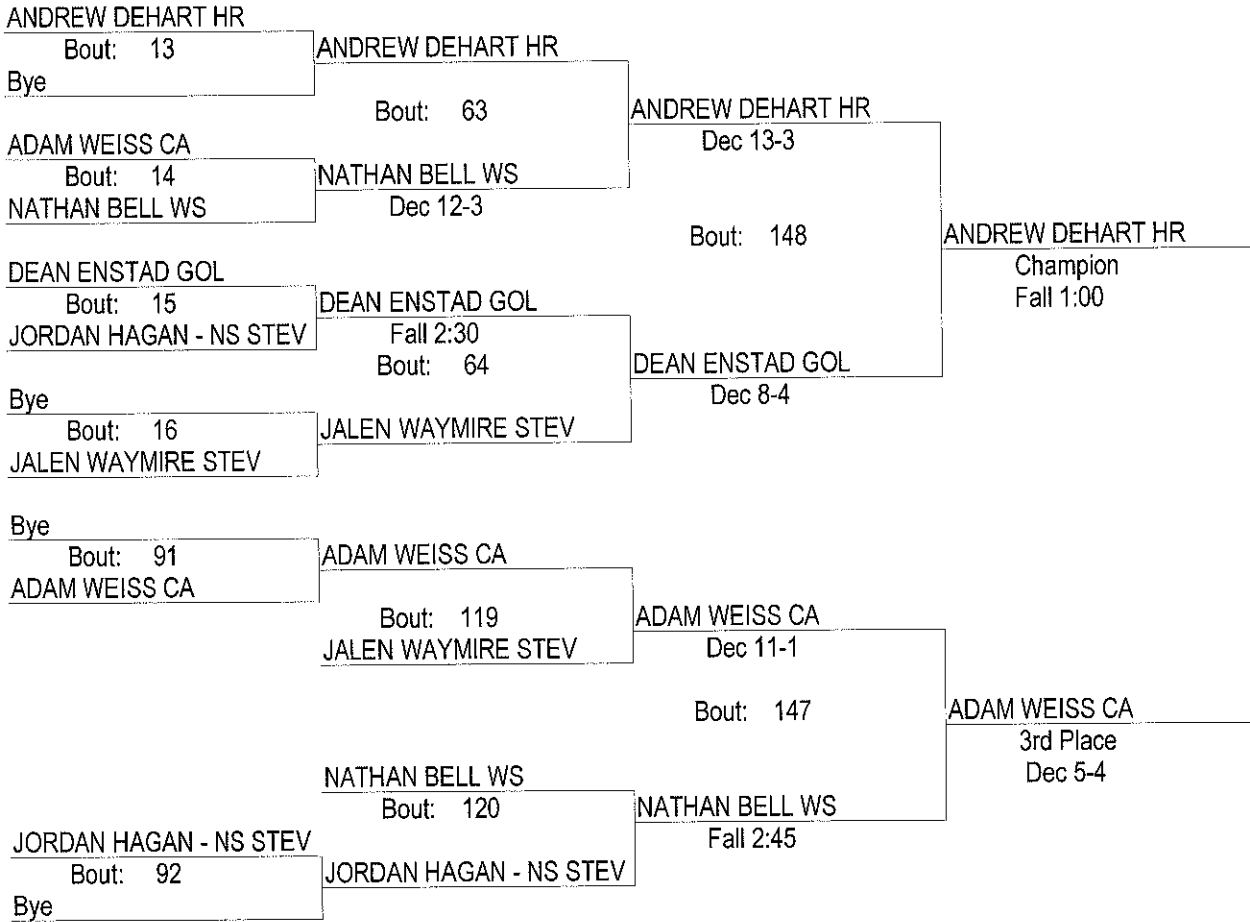 ANDREW DEHART HR
Bout: 13
Bye
ANDREW DEHART HR
Bout: 63
ADAM WEISS CA
Bout: 14
NATHAN BELL WS
NATHAN BELL WS
Dec 12-3
ANDREW DEHART HR
Dec 13-3
Bout: 148
DEAN ENSTAD GOL
Bout: 15
JORDAN HAGAN - NS STEV
DEAN ENSTAD GOL
Fall 2:30
Bout: 64
Bye
Bout: 16
JALEN WAYMIRE STEV
JALEN WAYMIRE STEV
DEAN ENSTAD GOL
Dec 8-4
ANDREW DEHART HR
Champion
Fall 1:00
Bye
Bout: 91
ADAM WEISS CA
ADAM WEISS CA
Bout: 119
JALEN WAYMIRE STEV
ADAM WEISS CA
Dec 11-1
Bout: 147
NATHAN BELL WS
Bout: 120
JORDAN HAGAN - NS STEV
Bout: 92
Bye
JORDAN HAGAN - NS STEV
NATHAN BELL WS
Fall 2:45
ADAM WEISS CA
3rd Place
Dec 5-4